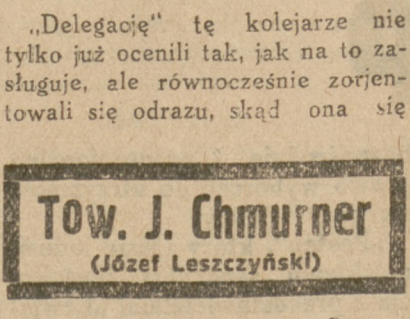 „Delegację“ tę kolejarze nie
tylko już ocenili tak, jak na to za-
sługuje, ale równocześnie zorjen-
towali się odrazu, skąd ona się
Tow. J. Chmurner
(Józef Leszczyński)